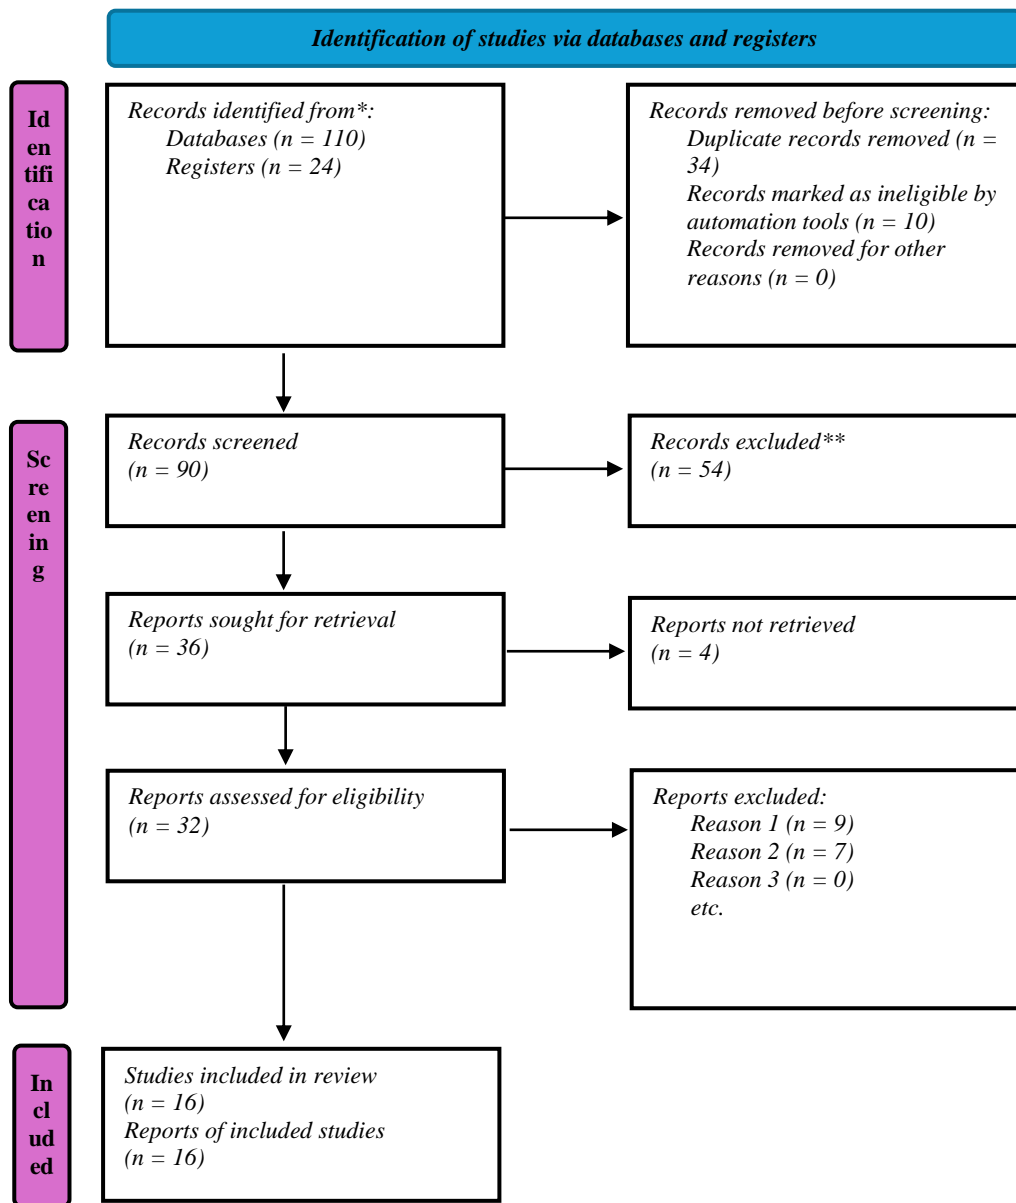 Identification of studies via databases and registers
Id
en
tifi
ca
tio
n
Records identified from*:
Databases (n = 110)
Registers (n = 24)
Records removed before screening:
Duplicate records removed (n =
34)
Records marked as ineligible by
automation tools (n = 10)
Records removed for other
reasons (n = 0)
Sc
re
en
in
g
Records screened
(n = 90)
Records excluded**
(n = 54)
Reports sought for retrieval
(n = 36)
Reports not retrieved
(n = 4)
Reports assessed for eligibility
(n = 32)
Reports excluded:
Reason 1 (n = 9)
Reason 2 (n = 7)
Reason 3 (n = 0)
etc.
In
cl
ud
ed
Studies included in review
(n = 16)
Reports of included studies
(n = 16)